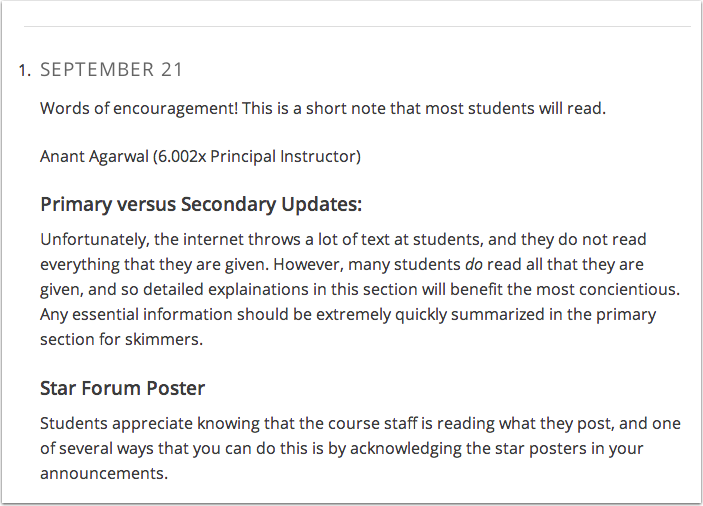 1. SEPTEMBER 21
Words of encouragement! This is a short note that most students will read.
Anant Agarwal (6.002x Principal Instructor)
Primary versus Secondary Updates:
Unfortunately, the internet throws a lot of text at students, and they do not read
everything that they are given. However, many students do read all that they are
given, and so detailed explainations in this section will benefit the most concientious.
Any essential information should be extremely quickly summarized in the primary
section for skimmers.
Star Forum Poster
Students appreciate knowing that the course staff is reading what they post, and one
of several ways that you can do this is by acknowledging the star posters in your
announcements.